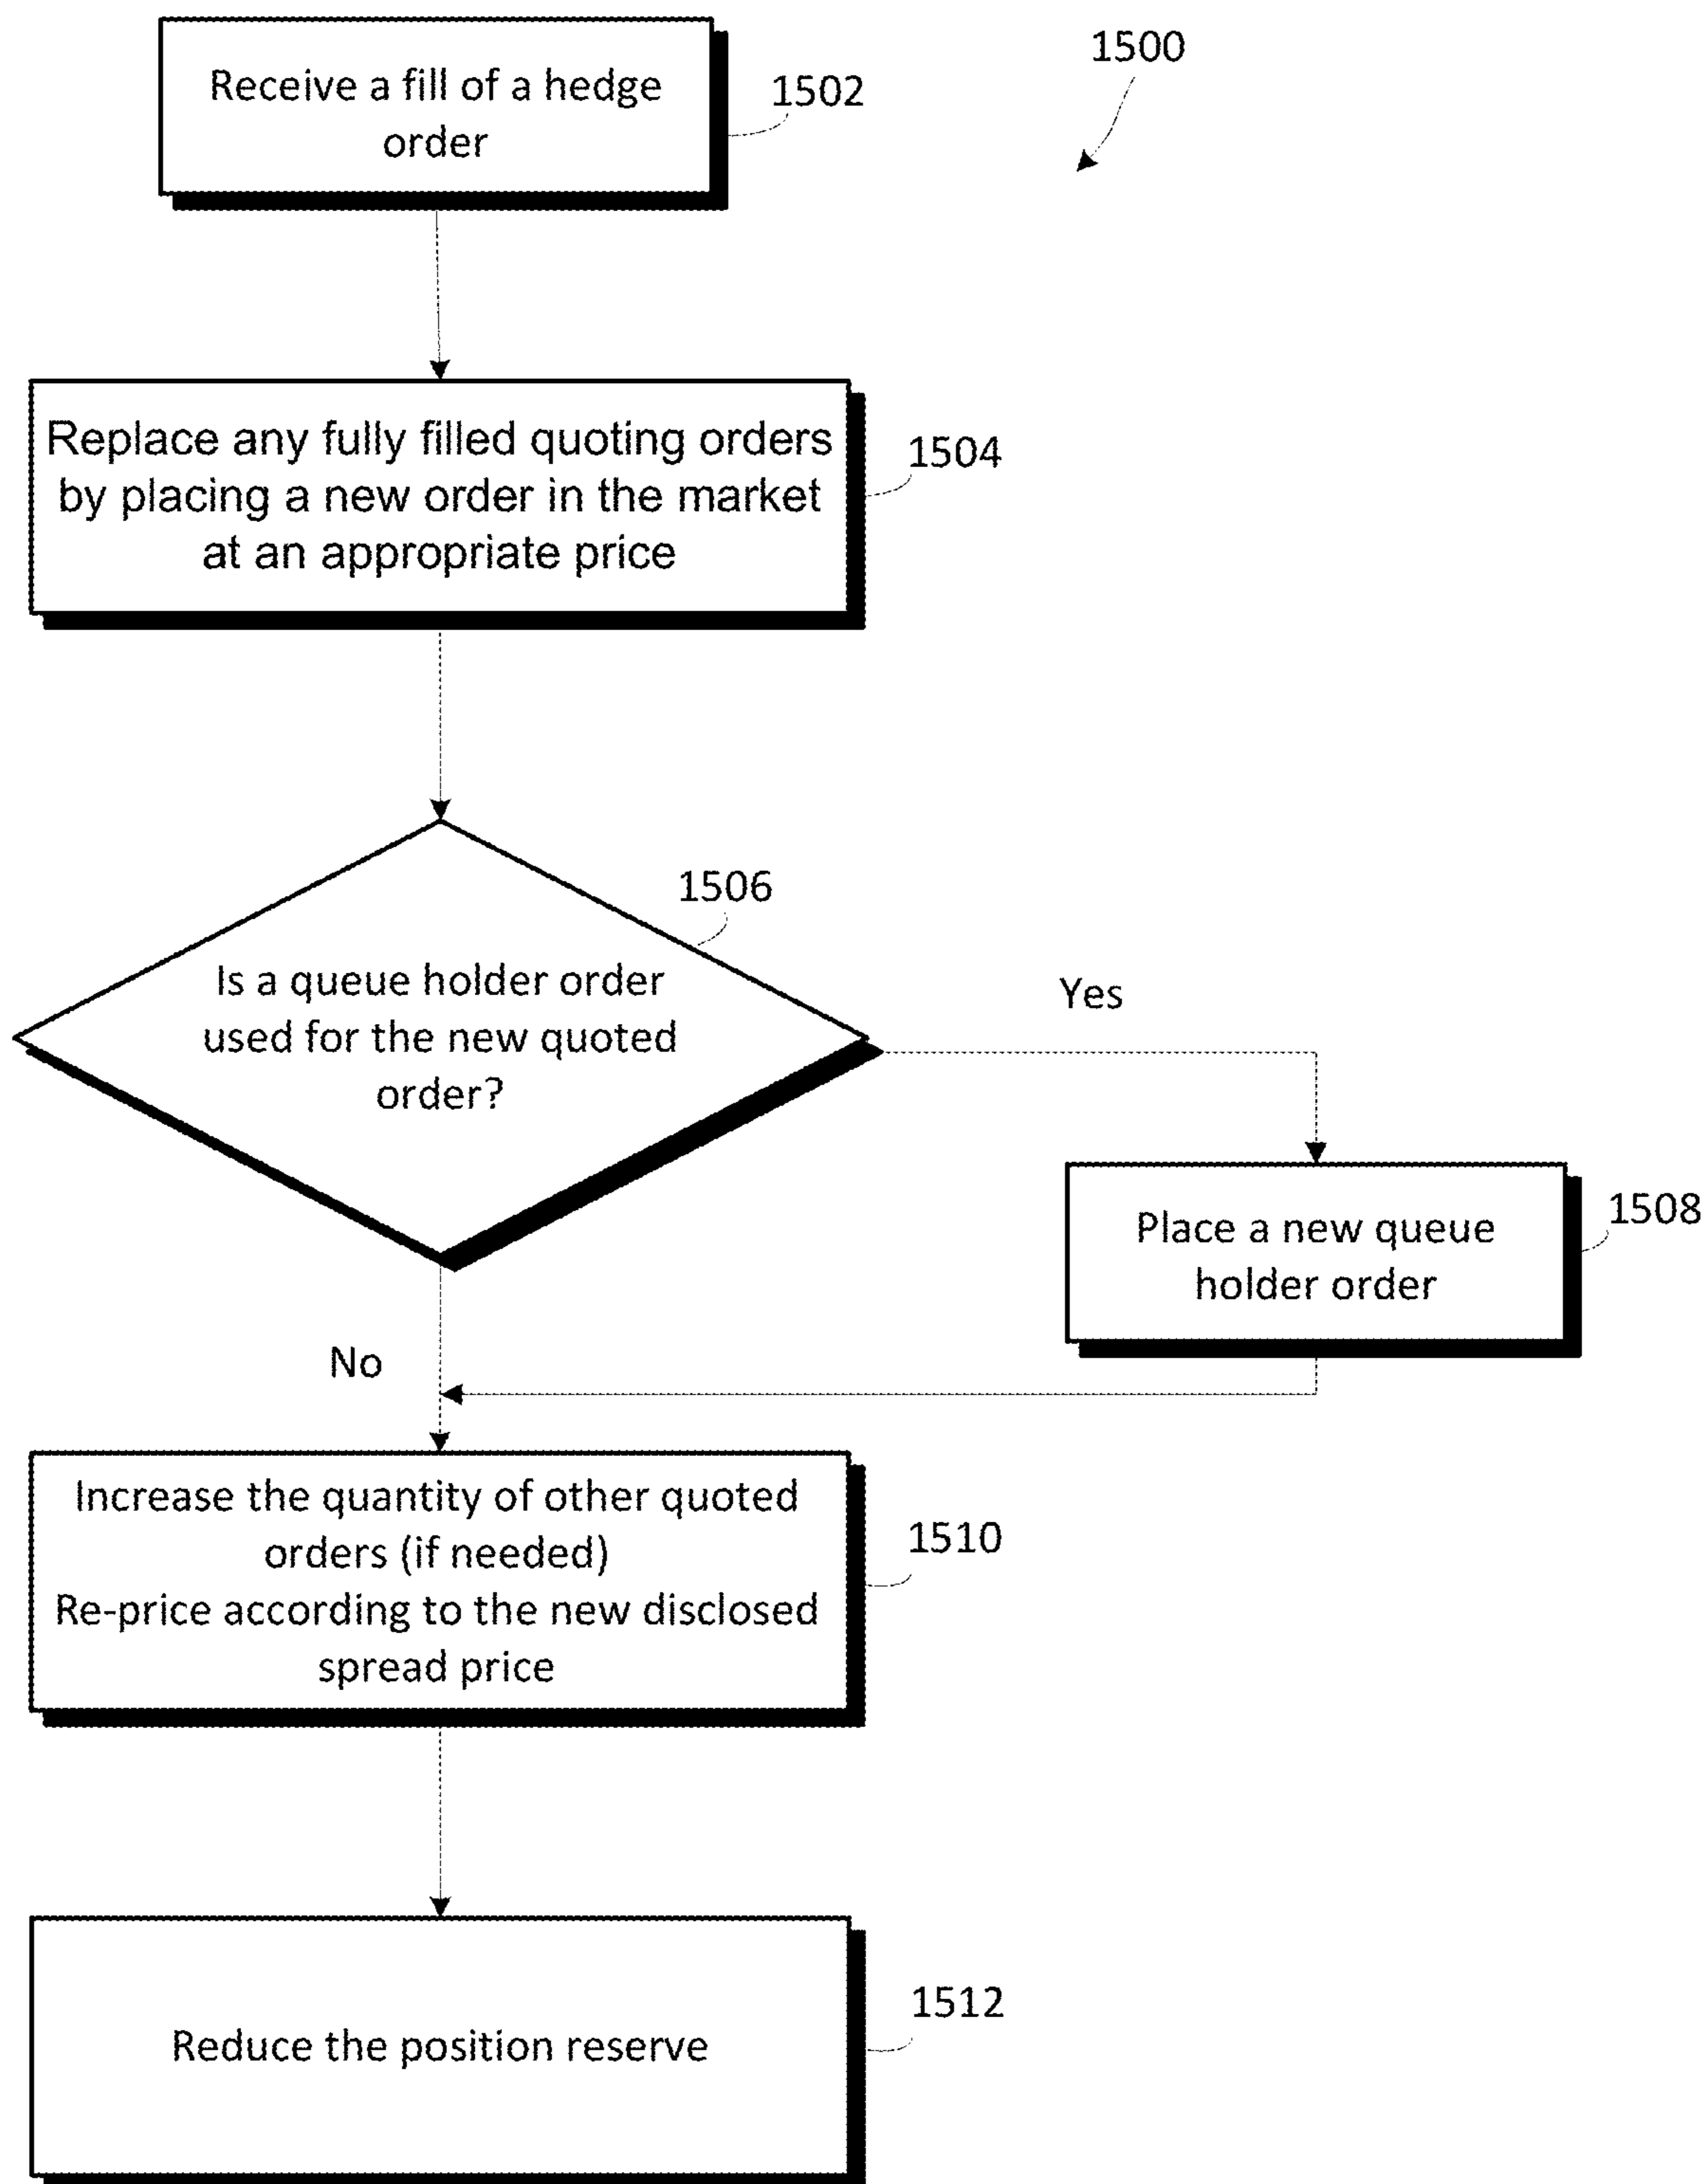 1500
Receive a fill of a hedge
order
1502
Replace any fully filled quoting orders
by placing a new order in the market
at an appropriate price
1504
1506
Is a queue holder order
used for the new quoted
order?
Yes
Place a new queue
holder order
1508
No
Increase the quantity of other quoted
orders (if needed)
Re-price according to the new disclosed
spread price
1510
Reduce the position reserve
1512